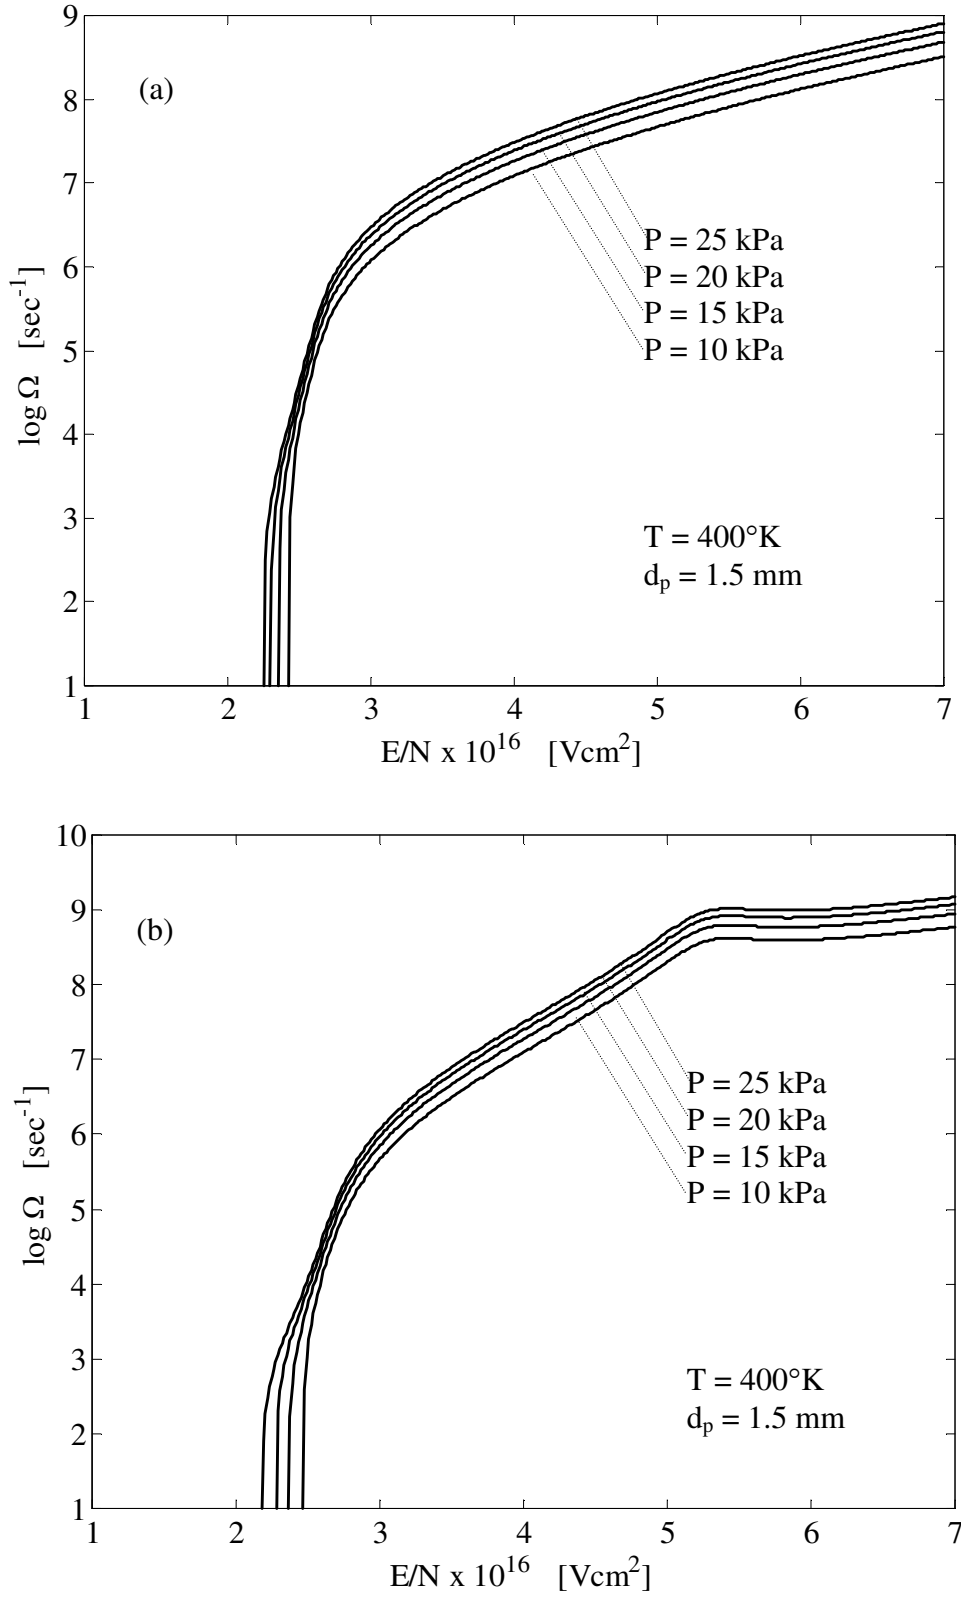 9
8
7
6
5
4
3
2
1
log Ω [sec⁻¹]
(a)
P = 25 kPa
P = 20 kPa
P = 15 kPa
P = 10 kPa
T = 400°K
dₚ = 1.5 mm
1 2 3 4 5 6 7
E/N x 10¹⁶ [Vcm²]
10
9
8
7
6
5
4
3
2
1
log Ω [sec⁻¹]
(b)
P = 25 kPa
P = 20 kPa
P = 15 kPa
P = 10 kPa
T = 400°K
dₚ = 1.5 mm
1 2 3 4 5 6 7
E/N x 10¹⁶ [Vcm²]